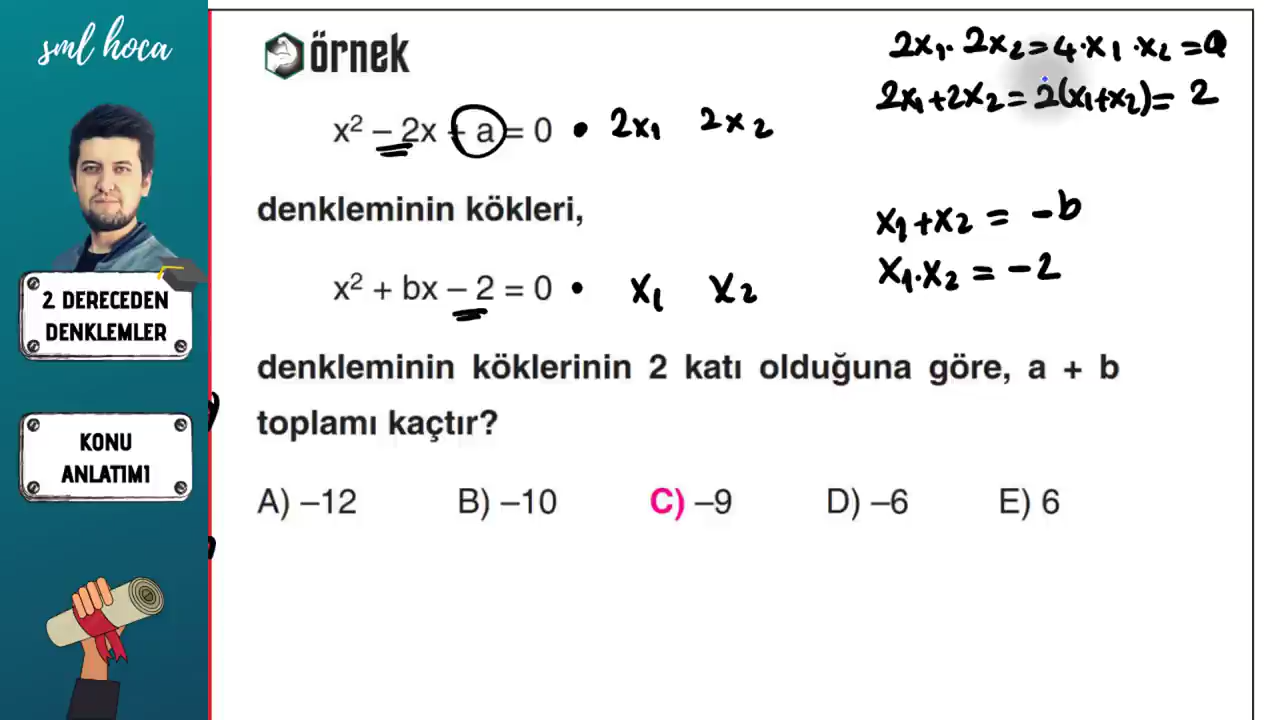 sml hoca
2. DERECEDEN
DENKLEMLER
KONU
ANLATIMI
örnek
2x₁ · 2x₂ = 4 · x₁ · x₂ = a
2x₁ + 2x₂ = 2(x₁ + x₂) = 2
x² – 2x + a = 0 • 2x₁ 2x₂
denkleminin kökleri,
x₁ + x₂ = –b
x₁ · x₂ = –2
x² + bx – 2 = 0 • x₁ x₂
denkleminin köklerinin 2 katı olduğuna göre, a + b
toplamı kaçtır?
A) –12 B) –10 C) –9 D) –6 E) 6